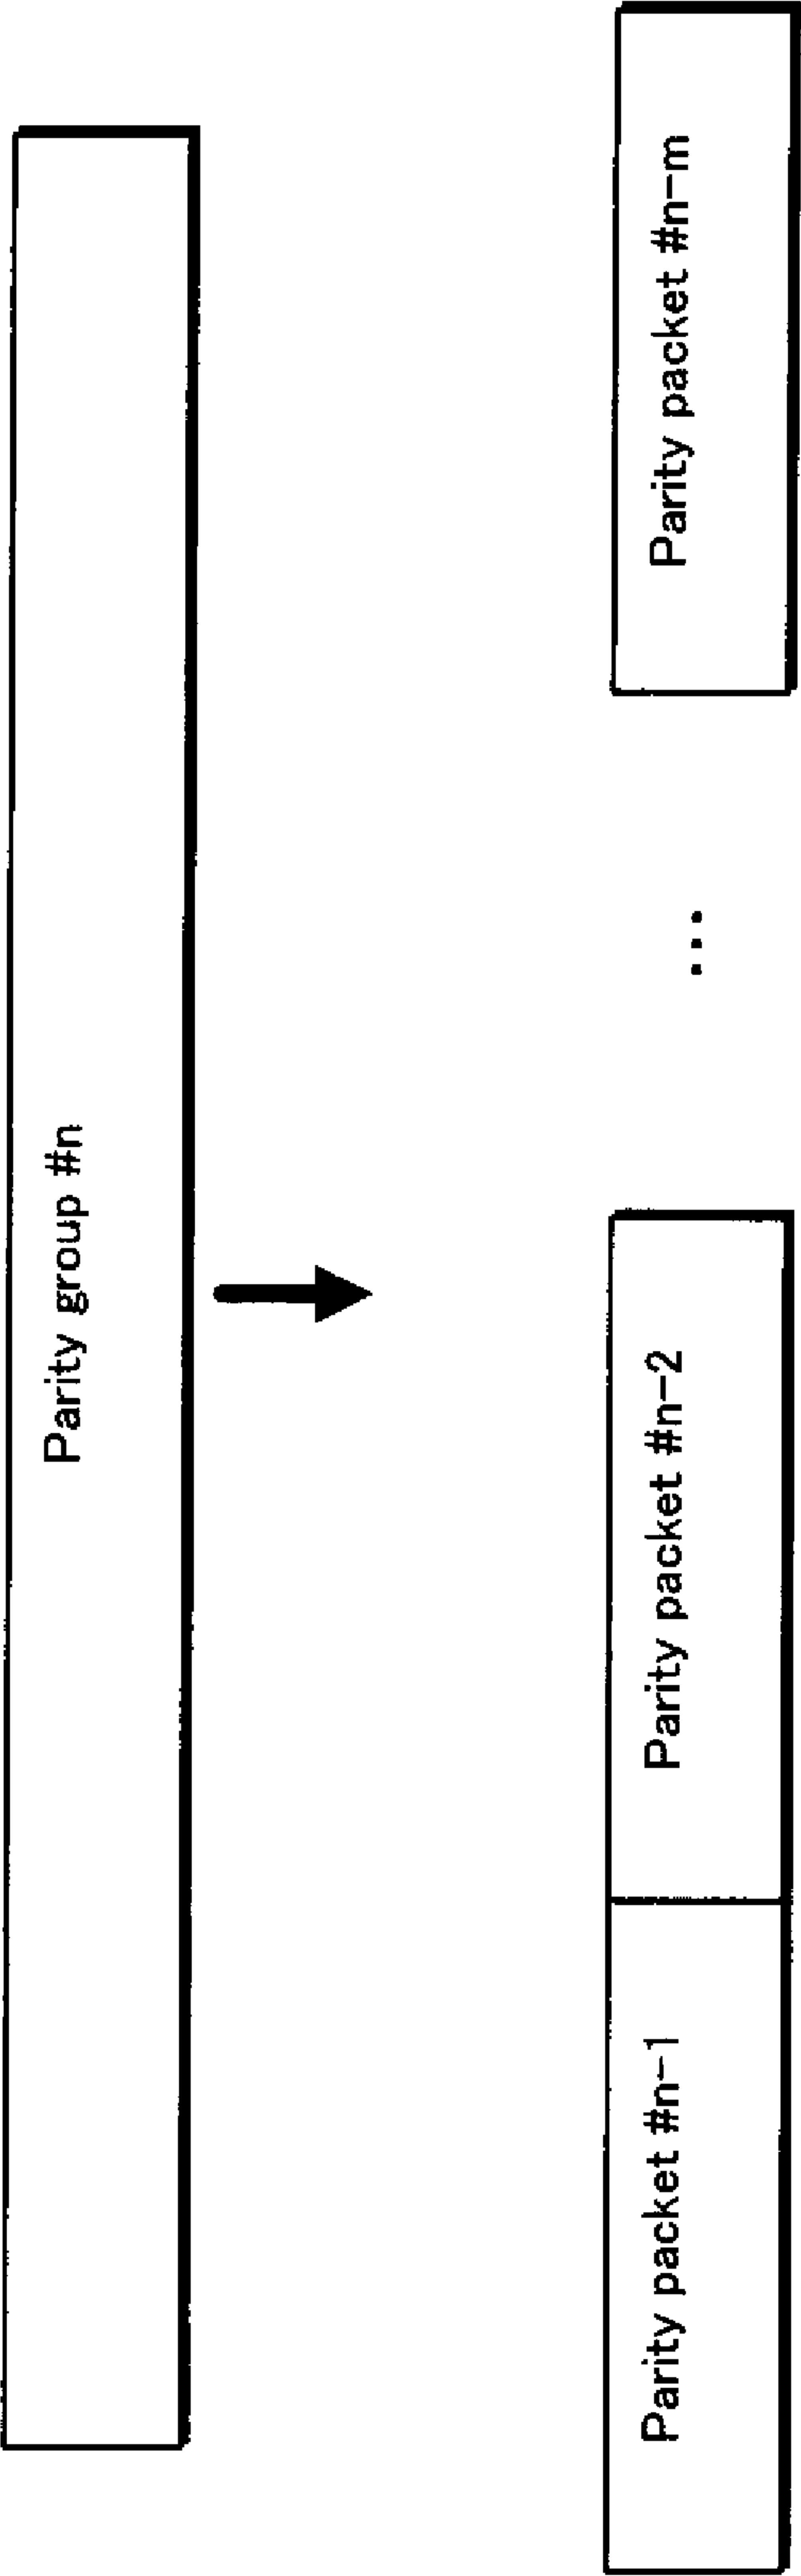 Parity group #n
Parity packet #n-1
Parity packet #n-2
...
Parity packet #n-m